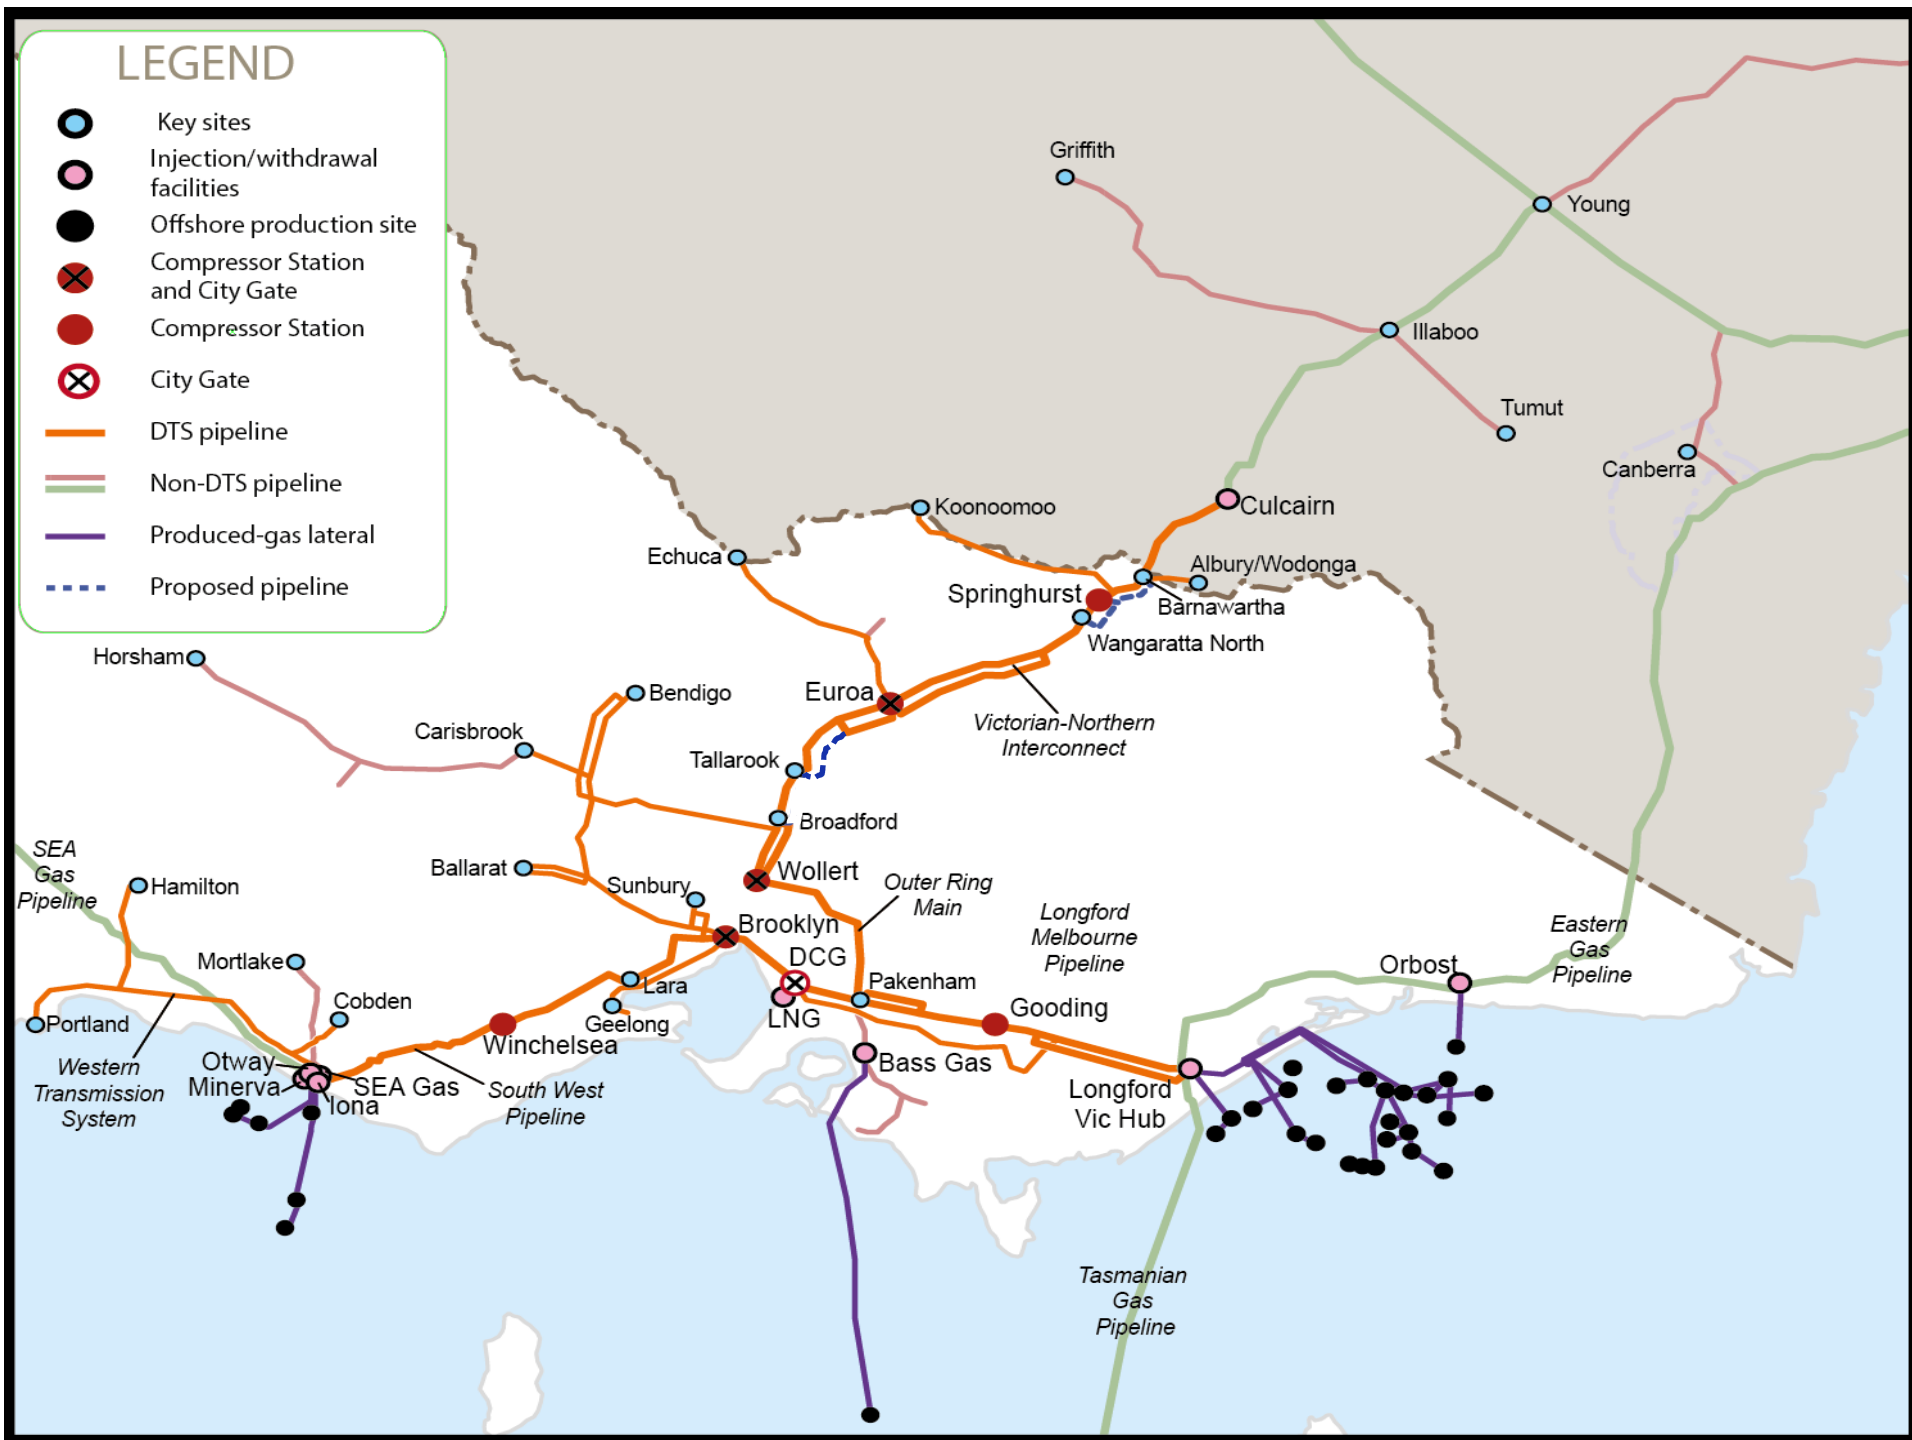 LEGEND
Key sites
Injection/withdrawal
facilities
Offshore production site
Compressor Station
and City Gate
Compressor Station
City Gate
DTS pipeline
Non-DTS pipeline
Produced-gas lateral
Proposed pipeline
Griffith
Young
Illaboo
Tumut
Canberra
Culcairn
Koonoomoo
Echuca
Albury/Wodonga
Springhurst
Barnawartha
Wangaratta North
Horsham
Bendigo
Euroa
Victorian-Northern
Interconnect
Carisbrook
Tallarook
Broadford
SEA
Gas
Pipeline
Hamilton
Ballarat
Sunbury
Wollert
Outer Ring
Main
Longford
Melbourne
Pipeline
Eastern
Gas
Pipeline
Brooklyn
DCG
Mortlake
Orbost
Lara
Pakenham
Cobden
Portland
Geelong
LNG
Gooding
Winchelsea
Western
Transmission
System
Otway
Minerva
SEA Gas
Iona
South West
Pipeline
Bass Gas
Longford
Vic Hub
Tasmanian
Gas
Pipeline